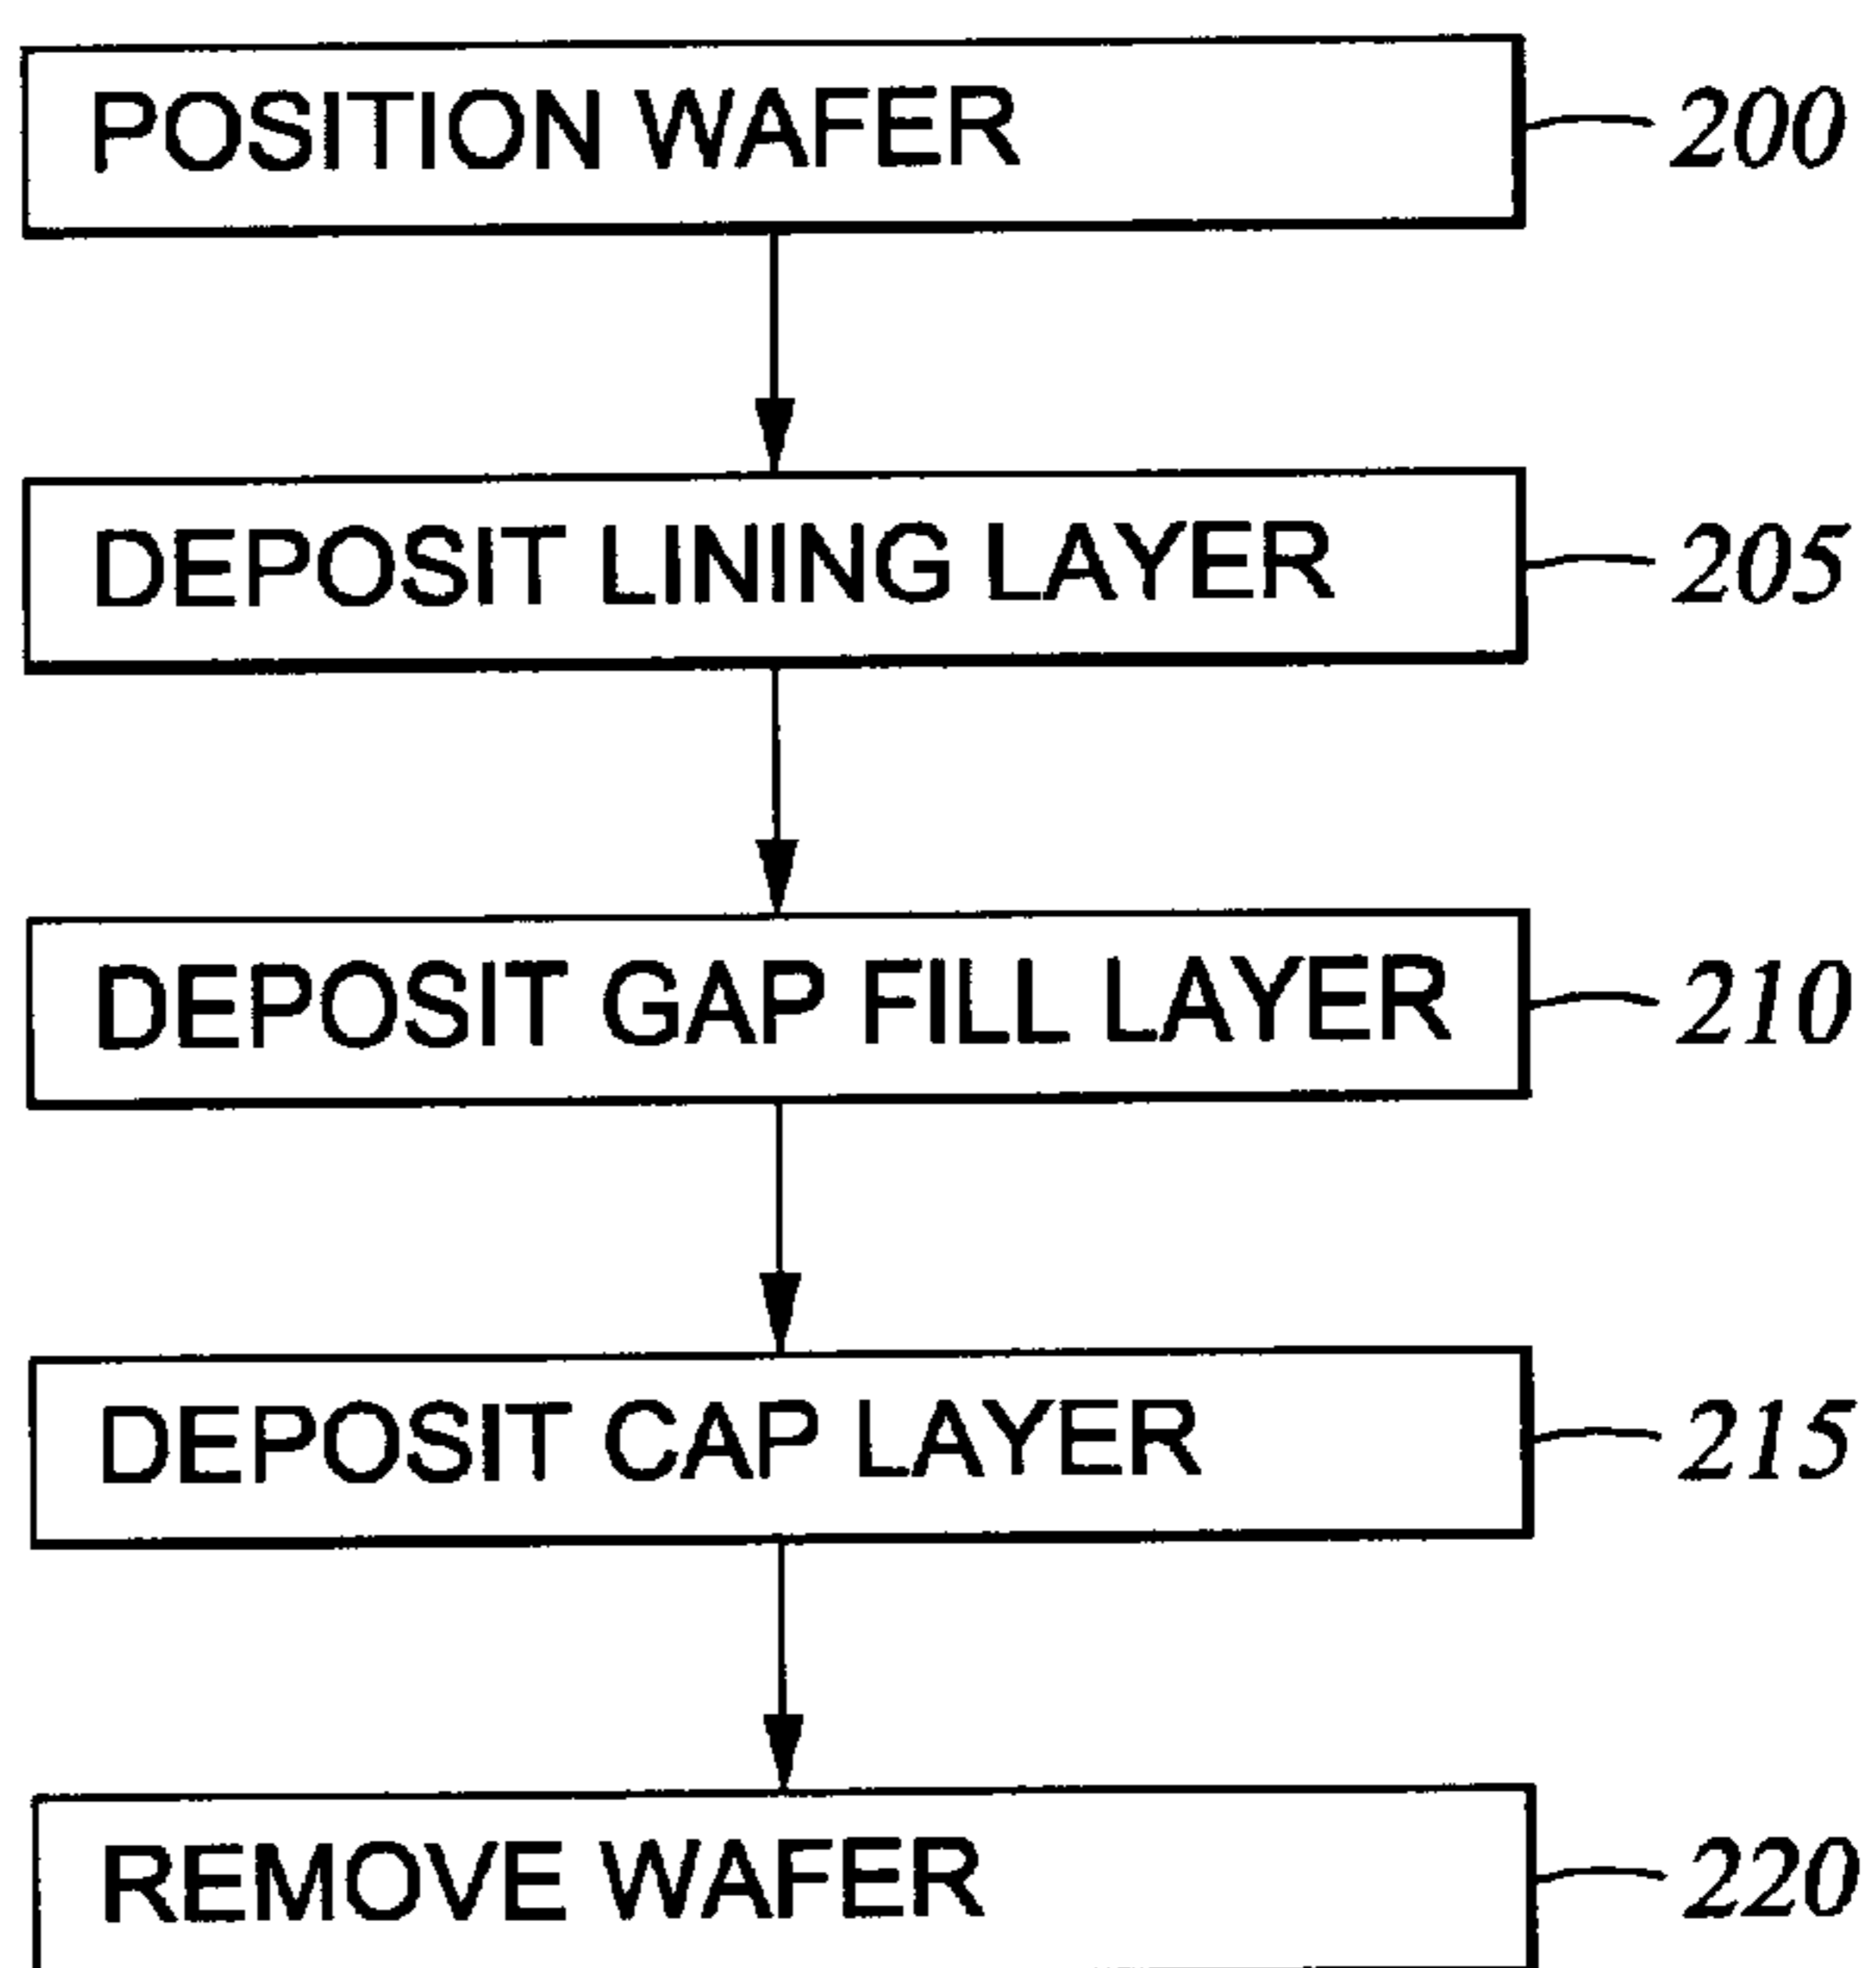 POSITION WAFER 200
DEPOSIT LINING LAYER 205
DEPOSIT GAP FILL LAYER 210
DEPOSIT CAP LAYER 215
REMOVE WAFER 220